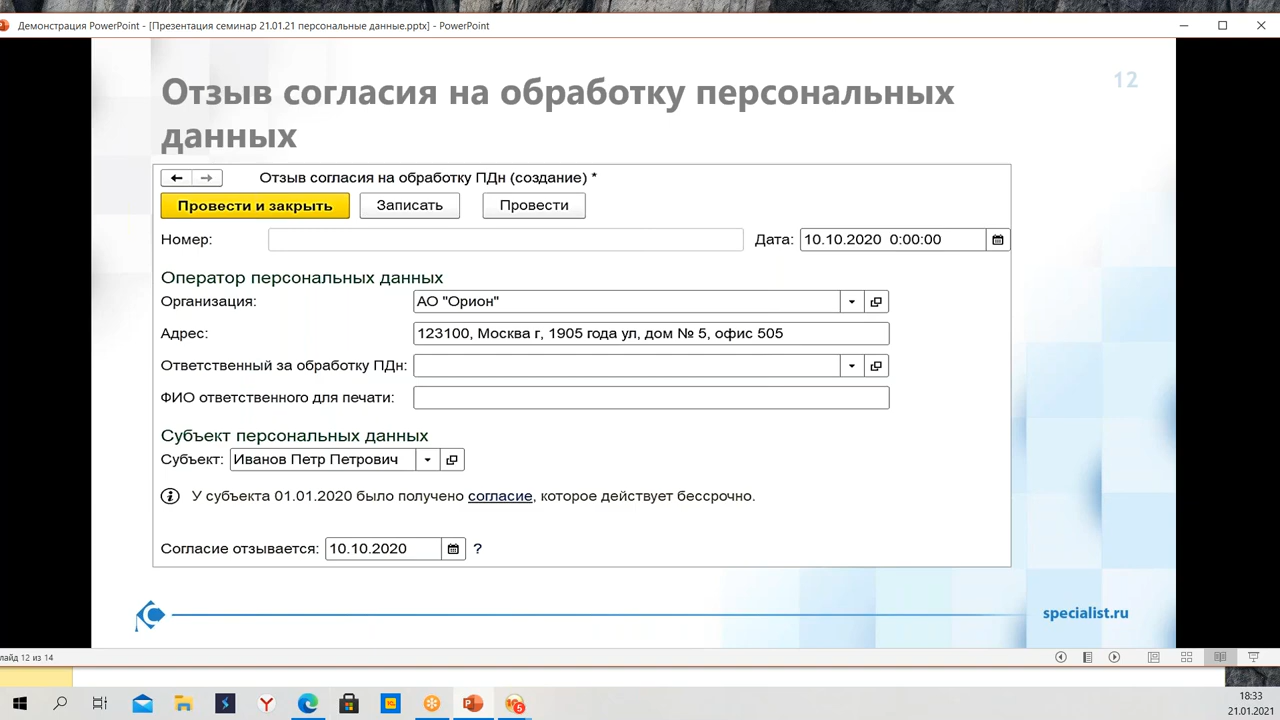 Демонстрация PowerPoint - [Презентация семинар 21.01.21 персональные данные.pptx] - PowerPoint
12
Отзыв согласия на обработку персональных
данных
Отзыв согласия на обработку ПДн (создание) *
Провести и закрыть Записать Провести
Номер: Дата: 10.10.2020 0:00:00
Оператор персональных данных
Организация: АО "Орион"
Адрес: 123100, Москва г, 1905 года ул, дом № 5, офис 505
Ответственный за обработку ПДн:
ФИО ответственного для печати:
Субъект персональных данных
Субъект: Иванов Петр Петрович
У субъекта 01.01.2020 было получено согласие, которое действует бессрочно.
Согласие отзывается: 10.10.2020 ?
specialist.ru
лайд 12 из 14
18:33
21.01.2021